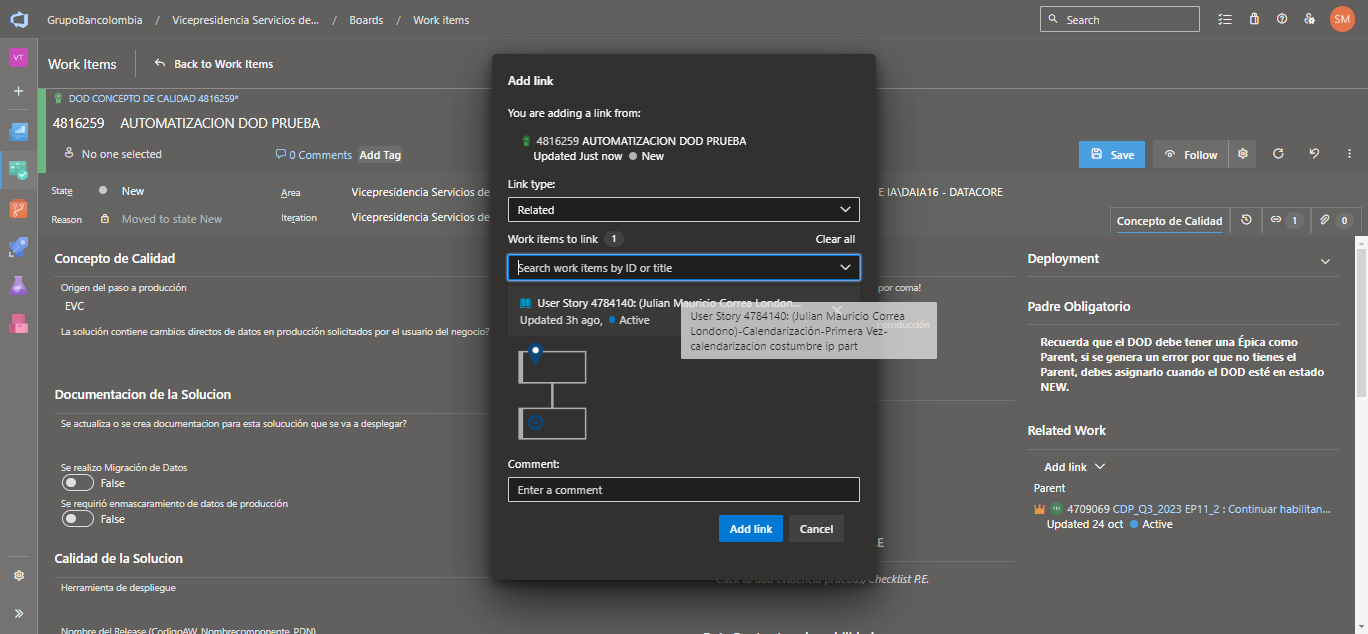 GrupoBancolombia / Vicepresidencia Servicios de... / Boards / Work items
Search
SM
VT
Work Items
Back to Work Items
DOD CONCEPTO DE CALIDAD 4816259*
4816259 AUTOMATIZACION DOD PRUEBA
No one selected
0 Comments
Add Tag
Save
Follow
State
New
Area
Vicepresidencia Servicios de
E IA\DAIA16 - DATACORE
Reason
Moved to state New
Iteration
Vicepresidencia Servicios de
Concepto de Calidad
1
0
Concepto de Calidad
Origen del paso a producción
EVC
La solución contiene cambios directos de datos en producción solicitados por el usuario del negocio?
Documentacion de la Solucion
Se actualiza o se crea documentacion para esta solucución que se va a desplegar?
Se realizo Migración de Datos
False
Se requirió enmascaramiento de datos de producción
False
Calidad de la Solucion
Herramienta de despliegue
Nombre del Release (CodigoAW_Nombrecomponente_PDN)
Add link
You are adding a link from:
4816259 AUTOMATIZACION DOD PRUEBA
Updated Just now New
Link type:
Related
Work items to link 1
Clear all
Search work items by ID or title
User Story 4784140: (Julian Mauricio Correa London...
Updated 3h ago, Active
User Story 4784140: (Julian Mauricio Correa
Londono)-Calendarización-Primera Vez-
calendarizacion costumbre ip part
Comment:
Enter a comment
Add link
Cancel
por coma!
producción
E
Click to add Evidencia pruebas/Checklist P.E.
Deployment
Padre Obligatorio
Recuerda que el DOD debe tener una Épica como
Parent, si se genera un error por que no tienes el
Parent, debes asignarlo cuando el DOD esté en estado
NEW.
Related Work
Add link
Parent
4709069 CDP_Q3_2023 EP11_2 : Continuar habilitan...
Updated 24 oct Active